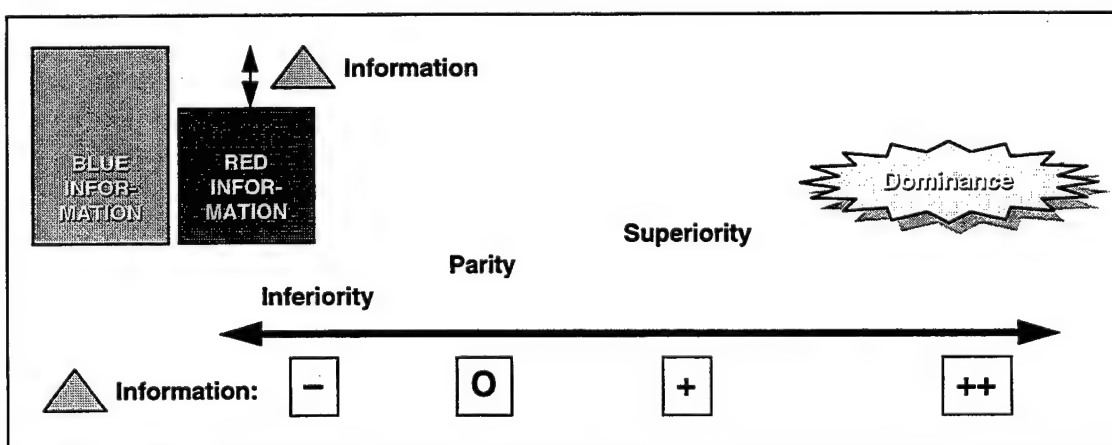 Information
BLUE
INFOR-
MATION
RED
INFOR-
MATION
Dominance
Superiority
Parity
Inferiority
Information:
−
O
+
++